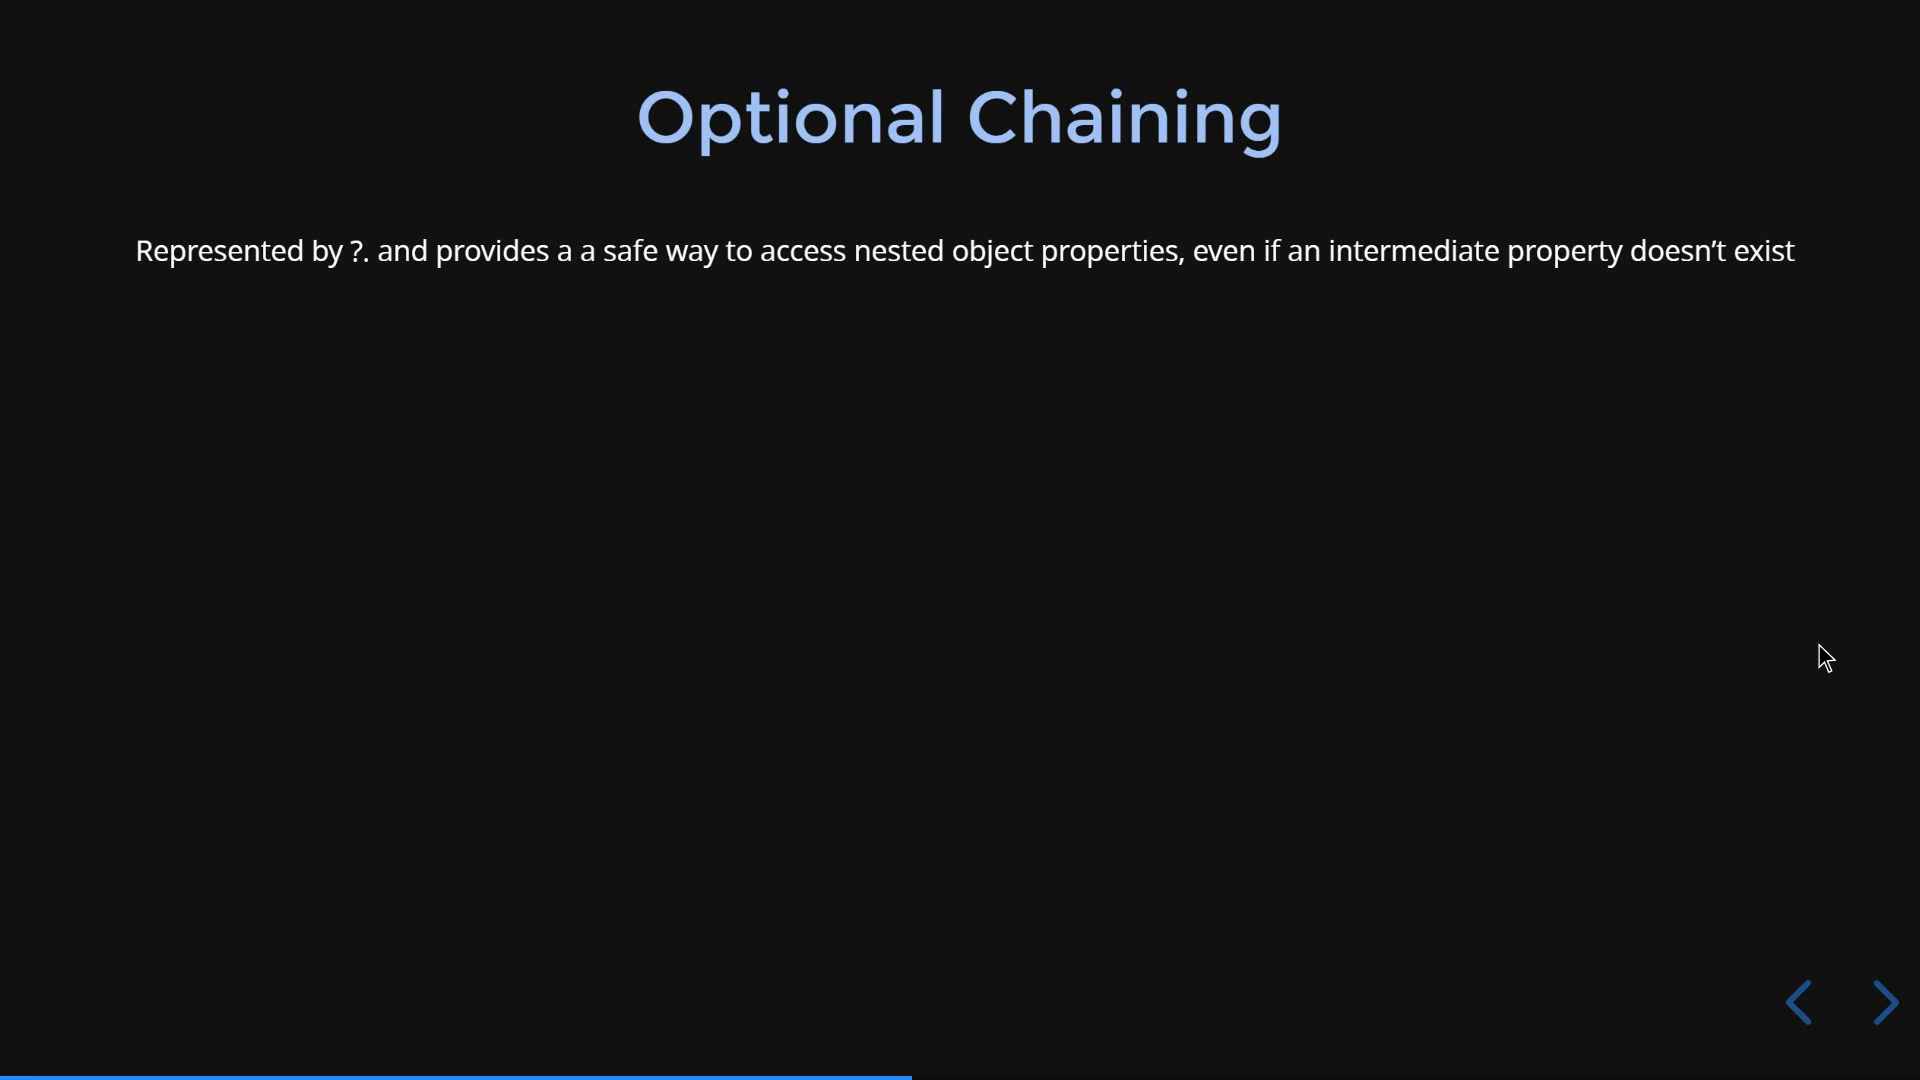 Optional Chaining
Represented by ?. and provides a a safe way to access nested object properties, even if an intermediate property doesn’t exist